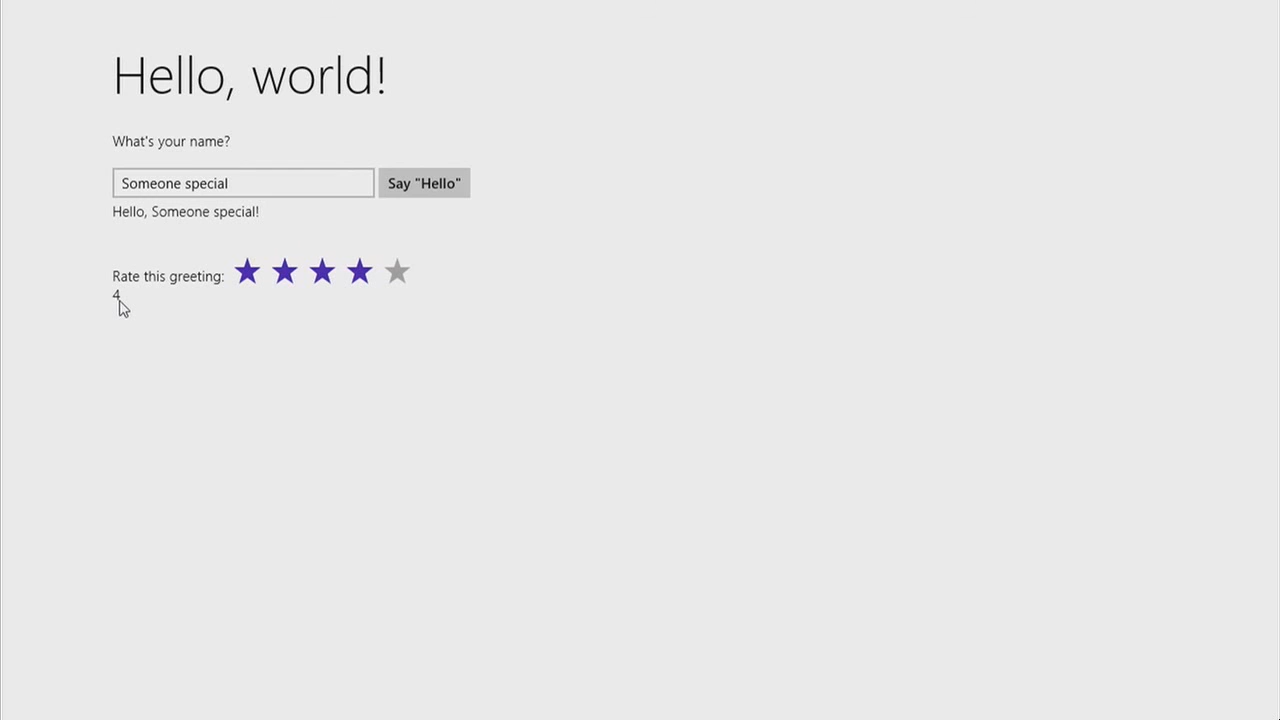 Hello, world!
What's your name?
Someone special Say "Hello"
Hello, Someone special!
Rate this greeting:
4